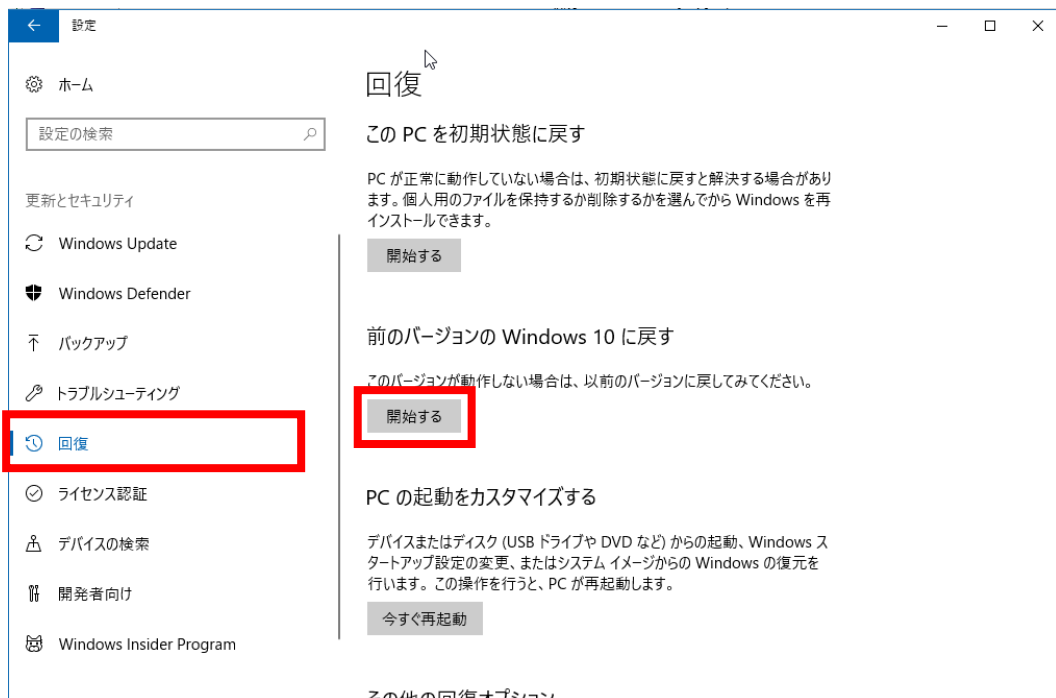 設定
ホーム
設定の検索
更新とセキュリティ
Windows Update
Windows Defender
バックアップ
トラブルシューティング
回復
ライセンス認証
デバイスの検索
開発者向け
Windows Insider Program
回復
この PC を初期状態に戻す
PC が正常に動作していない場合は、初期状態に戻すと解決する場合があり
ます。個人用のファイルを保持するか削除するかを選んでから Windows を再
インストールできます。
開始する
前のバージョンの Windows 10 に戻す
このバージョンが動作しない場合は、以前のバージョンに戻してみてください。
開始する
PC の起動をカスタマイズする
デバイスまたはディスク (USB ドライブや DVD など) からの起動、Windows ス
タートアップ設定の変更、またはシステム イメージからの Windows の復元を
行います。この操作を行うと、PC が再起動します。
今すぐ再起動
その他の回復オプション